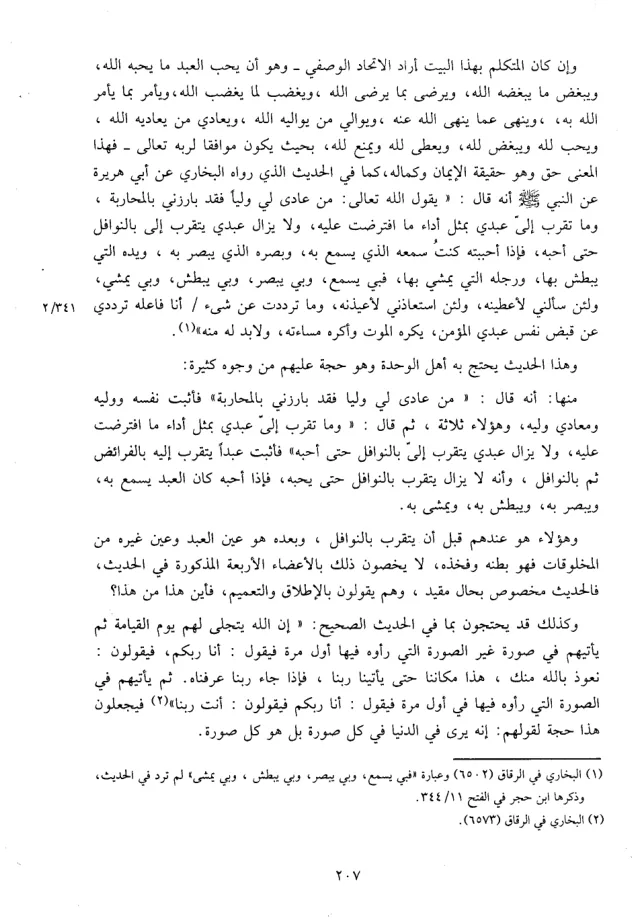 وإن كان المتكلم بهذا البيت أراد الاتحاد الوصفي ـ وهو أن يحب العبد ما يحبه الله،
ويبغض ما يبغضه الله، ويرضى بما يرضى الله ،ويغضب لما يغضب الله،ويأمر بما يأمر
الله به، ،وينهى عما ينهى الله عنه ،ويوالي من يواليه الله ،ويعادي من يعاديه الله ،
ويحب لله ويبغض لله، ويعطى لله ويمنع لله، بحيث يكون موافقا لربه تعالى ـ فهذا
المعنى حق وهو حقيقة الإيمان وكماله،كما في الحديث الذي رواه البخاري عن أبي هريرة
عن النبي ﷺ أنه قال : « يقول الله تعالى: من عادى لي ولياً فقد بارزني بالمحاربة ،
وما تقرب إلىّ عبدي بمثل أداء ما افترضت عليه، ولا يزال عبدي يتقرب إلى بالنوافل
حتى أحبه، فإذا أحببته كنتُ سمعه الذي يسمع به، وبصره الذي يبصر به ، ويده التي
يبطش بها، ورجله التي يمشي بها، فبي يسمع، وبي يبصر، وبي يبطش، وبي يمشي،
ولئن سألني لأعطينه، ولئن استعاذني لأعيذنه، وما ترددت عن شىء / أنا فاعله ترددي
٢/٣٤١
عن قبض نفس عبدي المؤمن، يكره الموت وأكره مساءته، ولابد له منه»(١).
وهذا الحديث يحتج به أهل الوحدة وهو حجة عليهم من وجوه كثيرة:
منها: أنه قال : « من عادى لي وليا فقد بارزني بالمحاربة» فأثبت نفسه ووليه
ومعادي وليه، وهؤلاء ثلاثة ، ثم قال : « وما تقرب إلىّ عبدي بمثل أداء ما افترضت
عليه، ولا يزال عبدي يتقرب إلىّ بالنوافل حتى أحبه» فأثبت عبداً يتقرب إليه بالفرائض
ثم بالنوافل ، وأنه لا يزال يتقرب بالنوافل حتى يحبه، فإذا أحبه كان العبد يسمع به،
ويبصر به، ويبطش به، ويمشى به.
وهؤلاء هو عندهم قبل أن يتقرب بالنوافل ، وبعده هو عين العبد وعين غيره من
المخلوقات فهو بطنه وفخذه، لا يخصون ذلك بالأعضاء الأربعة المذكورة في الحديث،
فالحديث مخصوص بحال مقيد ، وهم يقولون بالإطلاق والتعميم، فأين هذا من هذا؟
وكذلك قد يحتجون بما في الحديث الصحيح: « إن الله يتجلى لهم يوم القيامة ثم
يأتيهم في صورة غير الصورة التي رأوه فيها أول مرة فيقول : أنا ربكم، فيقولون :
نعوذ بالله منك ، هذا مكاننا حتى يأتينا ربنا ، فإذا جاء ربنا عرفناه. ثم يأتيهم في
الصورة التي رأوه فيها في أول مرة فيقول : أنا ربكم فيقولون : أنت ربنا»(٢) فيجعلون
هذا حجة لقولهم: إنه يرى في الدنيا في كل صورة بل هو كل صورة.
(١) البخاري في الرقاق (٦٥٠٢) وعبارة «فبي يسمع، وبي يبصر، وبي يبطش ، وبي يمشى» لم ترد في الحديث،
وذكرها ابن حجر في الفتح ٣٤٤/١١.
(٢) البخاري في الرقاق (٦٥٧٣).
٢٠٧